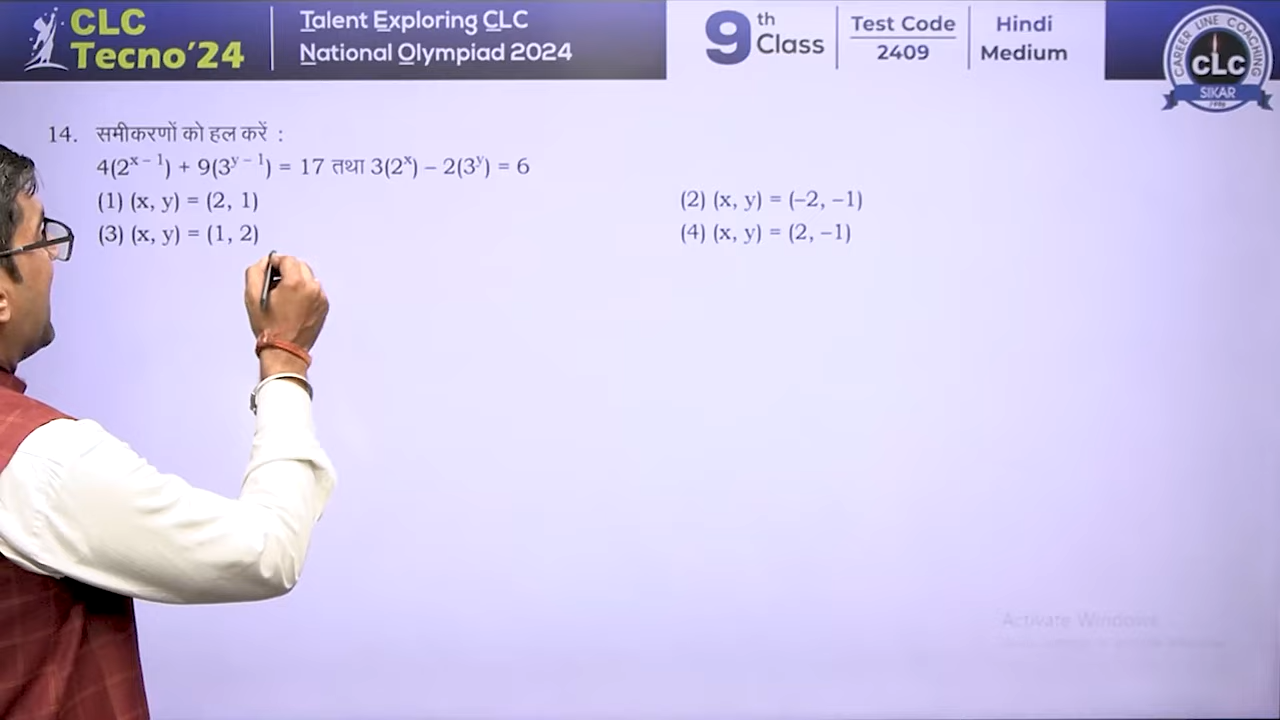 CLC
Tecno'24
Talent Exploring CLC
National Olympiad 2024
9th Class
Test Code
2409
Hindi
Medium
CAREER LINE COACHING
CLC
SIKAR
1996
14. समीकरणों को हल करें :
4(2^{x – 1}) + 9(3^{y – 1}) = 17 तथा 3(2^x) – 2(3^y) = 6
(1) (x, y) = (2, 1)
(2) (x, y) = (–2, –1)
(3) (x, y) = (1, 2)
(4) (x, y) = (2, –1)
Activate Windows